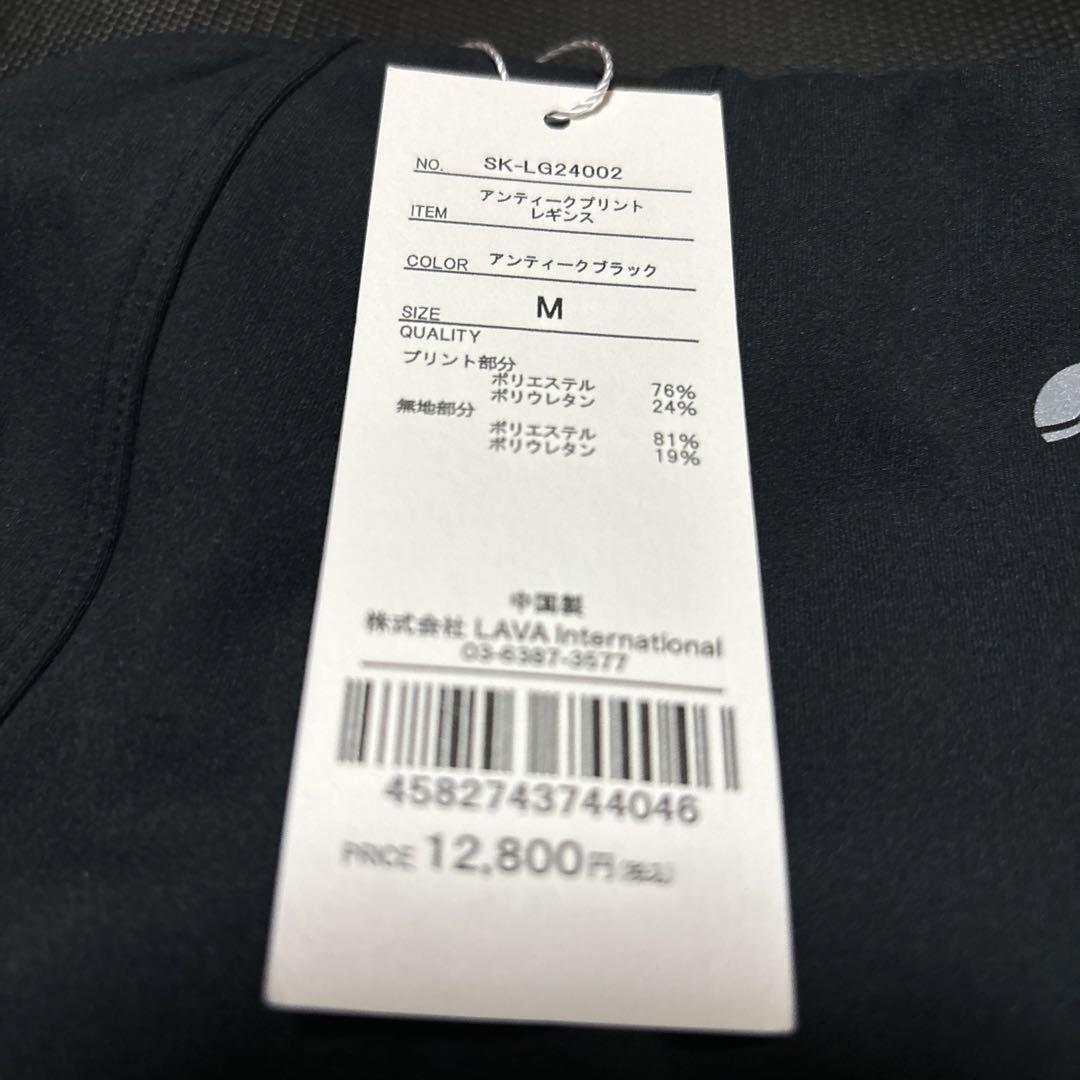 NO. SK-LG24002
ITEM アンティークプリント
レギンス
COLOR アンティークブラック
SIZE M
QUALITY
プリント部分
ポリエステル 76%
ポリウレタン 24%
無地部分
ポリエステル 81%
ポリウレタン 19%
中国製
株式会社 LAVA International
03-6387-3577
4582743744046
PRICE 12,800円(税込)